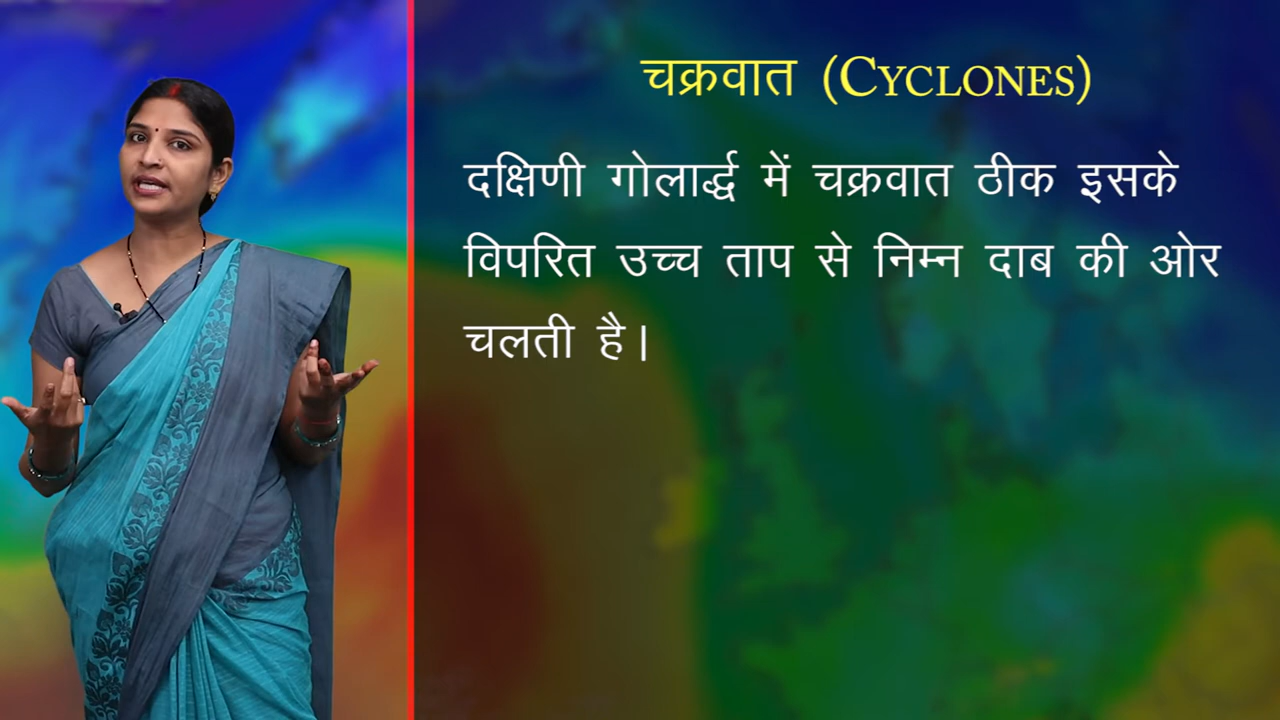 चक्रवात (CYCLONES)
दक्षिणी गोलार्द्ध में चक्रवात ठीक इसके
विपरित उच्च ताप से निम्न दाब की ओर
चलती है।